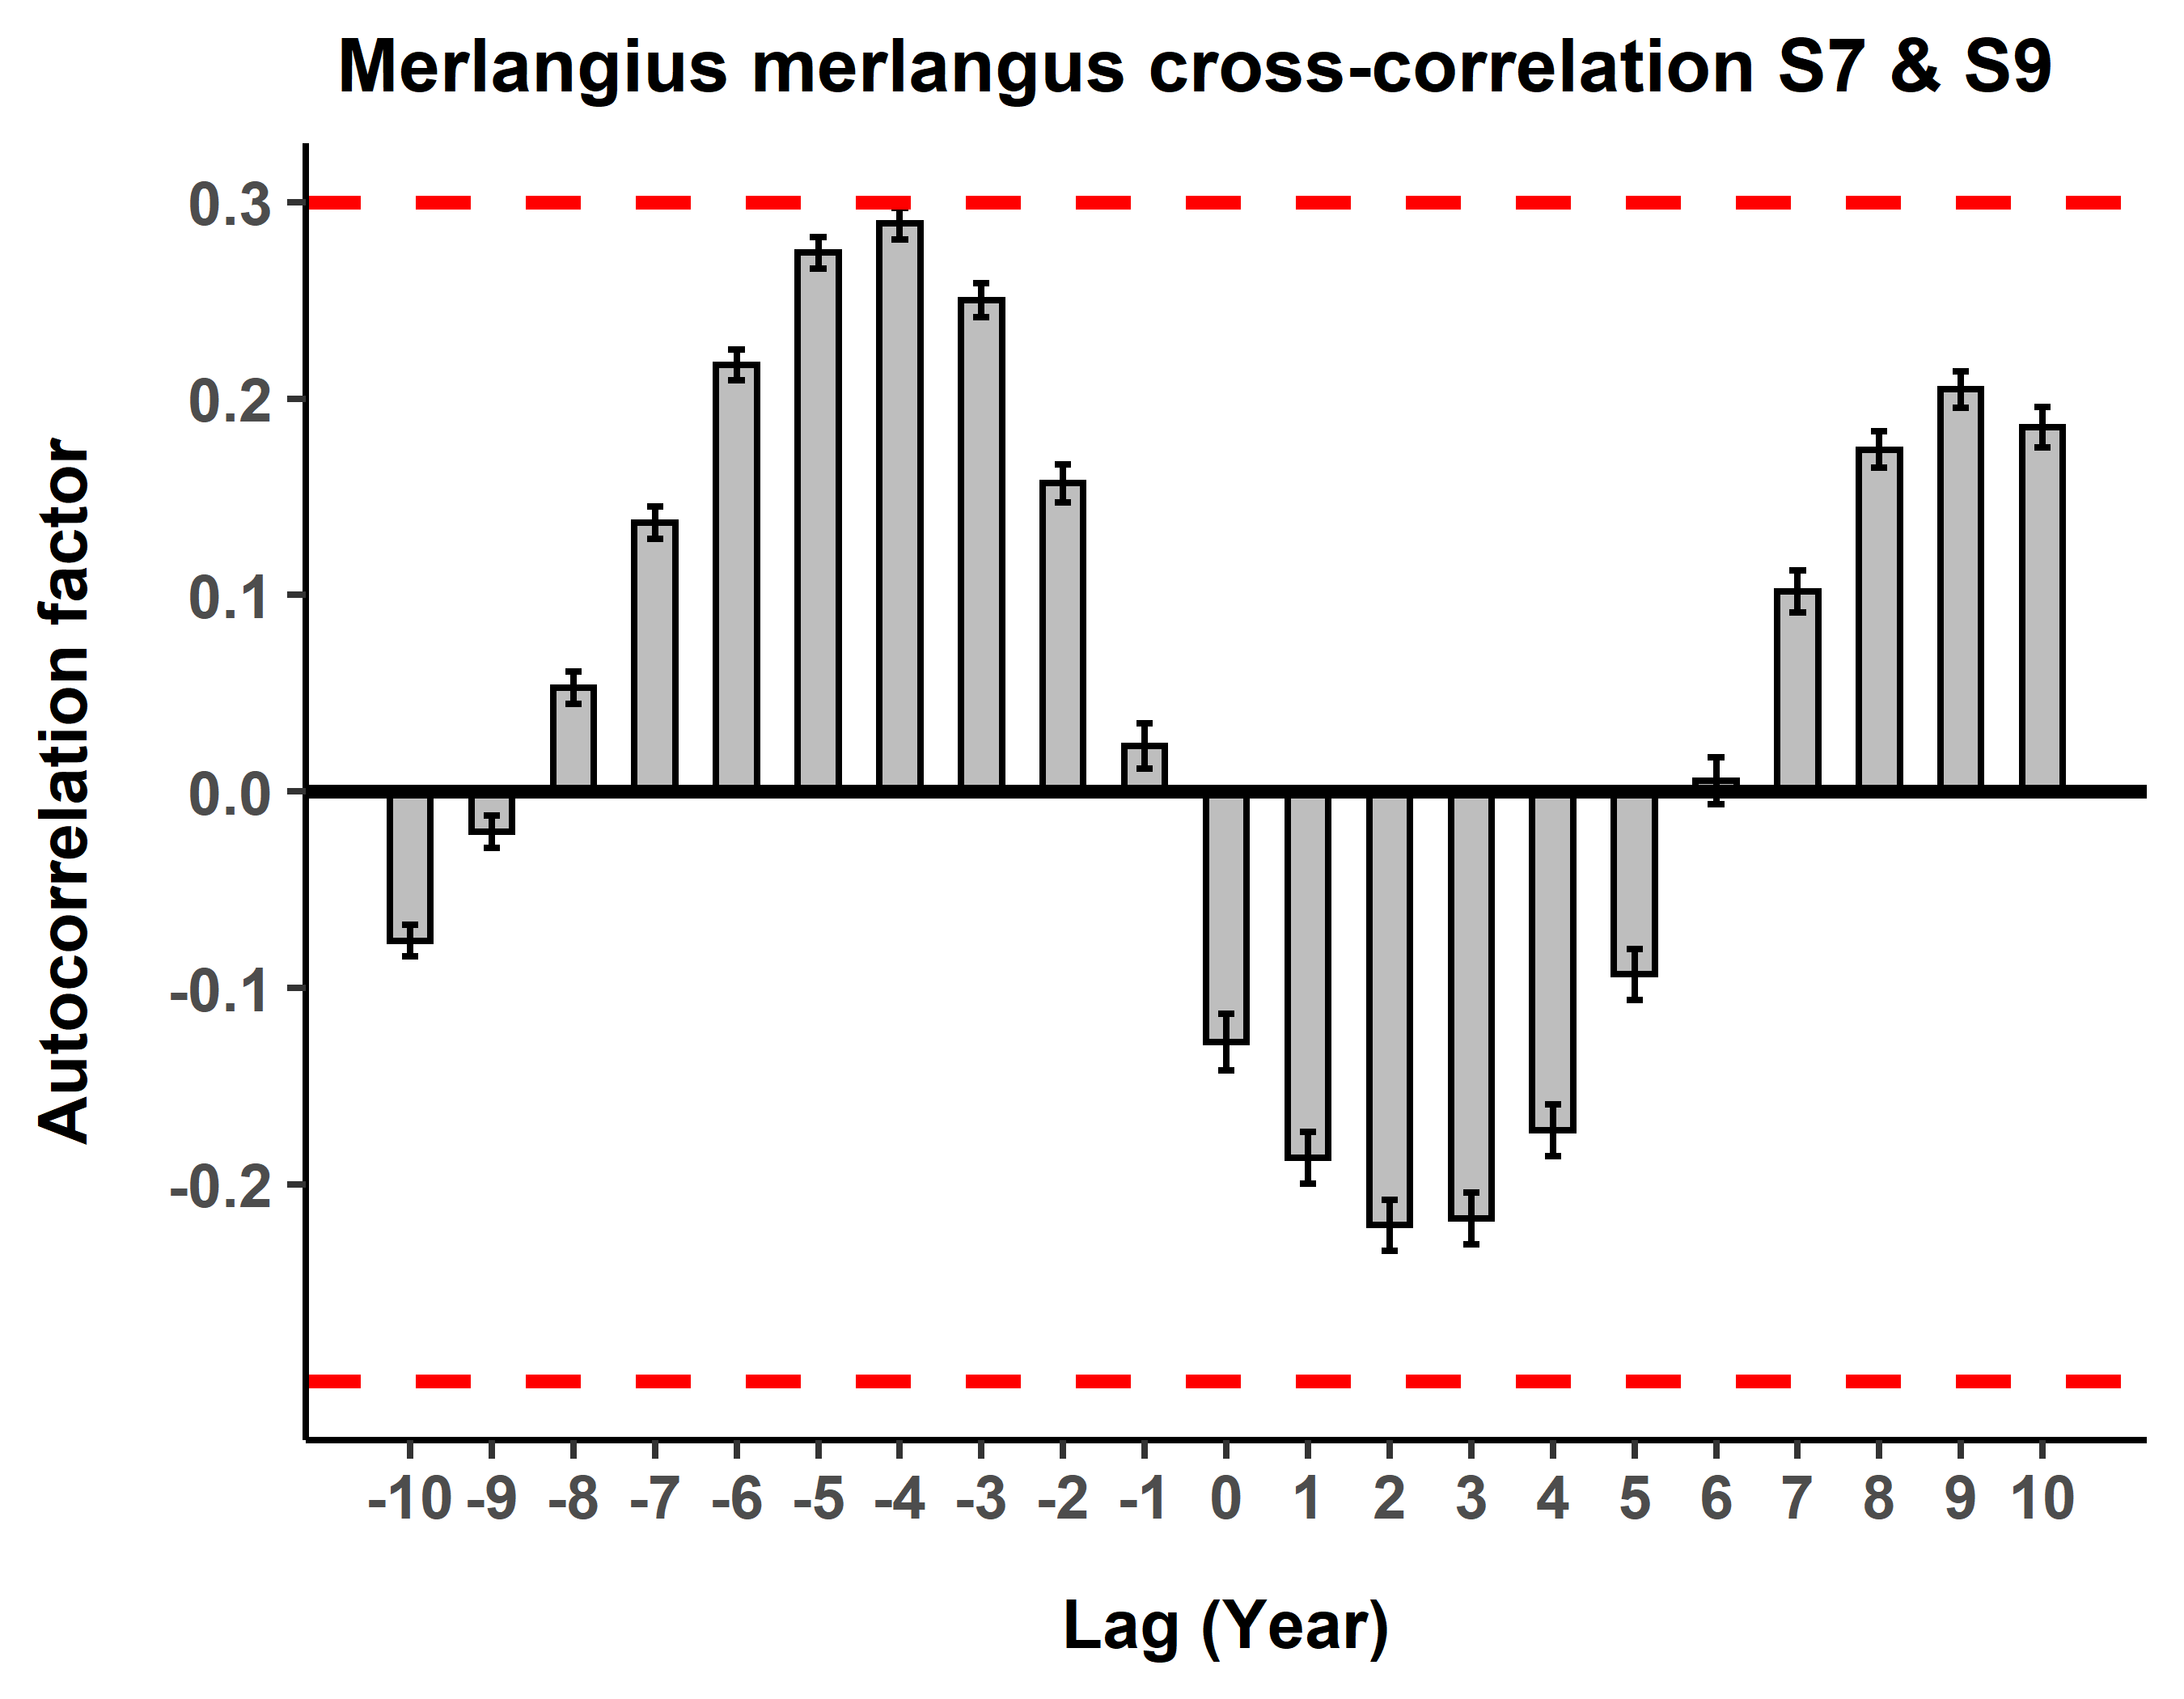 Merlangius merlangus cross-correlation S7 & S9
Autocorrelation factor
0.3
0.2
0.1
0.0
-0.1
-0.2
-10 -9 -8 -7 -6 -5 -4 -3 -2 -1 0 1 2 3 4 5 6 7 8 9 10
Lag (Year)